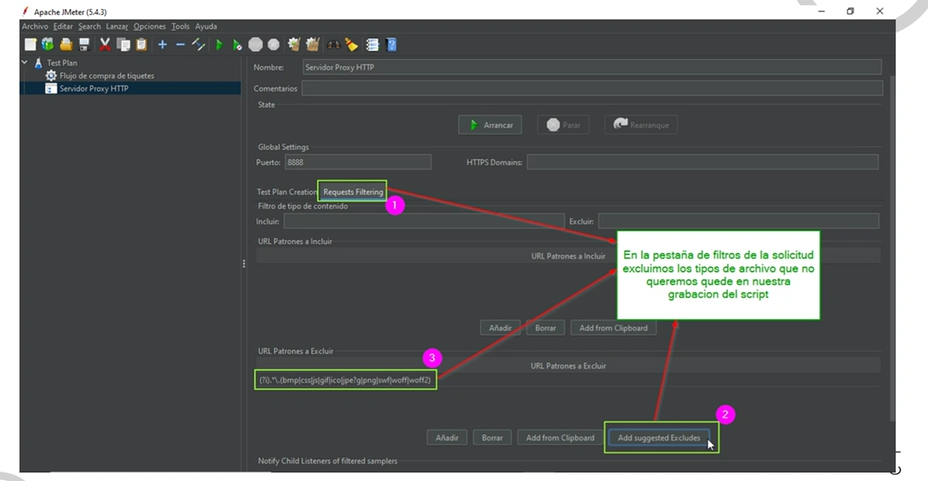 Apache JMeter (5.4.3)
Archivo Editar Search Lanzar Opciones Tools Ayuda
Test Plan
Flujo de compra de tiquetes
Servidor Proxy HTTP
Nombre: Servidor Proxy HTTP
Comentarios
State
Arrancar Parar Rearranque
Global Settings
Puerto: 8888 HTTPS Domains:
Test Plan Creation Requests Filtering
1
Filtro de tipo de contenido
Incluir: Excluir:
URL Patrones a Incluir
URL Patrones a Incluir
En la pestaña de filtros de la solicitud
excluimos los tipos de archivo que no
queremos quede en nuestra
grabacion del script
Añadir Borrar Add from Clipboard
URL Patrones a Excluir
3
URL Patrones a Excluir
(?i).*\.(bmp|css|js|gif|ico|jpe?g|png|swf|woff|woff2)
2
Añadir Borrar Add from Clipboard Add suggested Excludes
Notify Child Listeners of filtered samplers